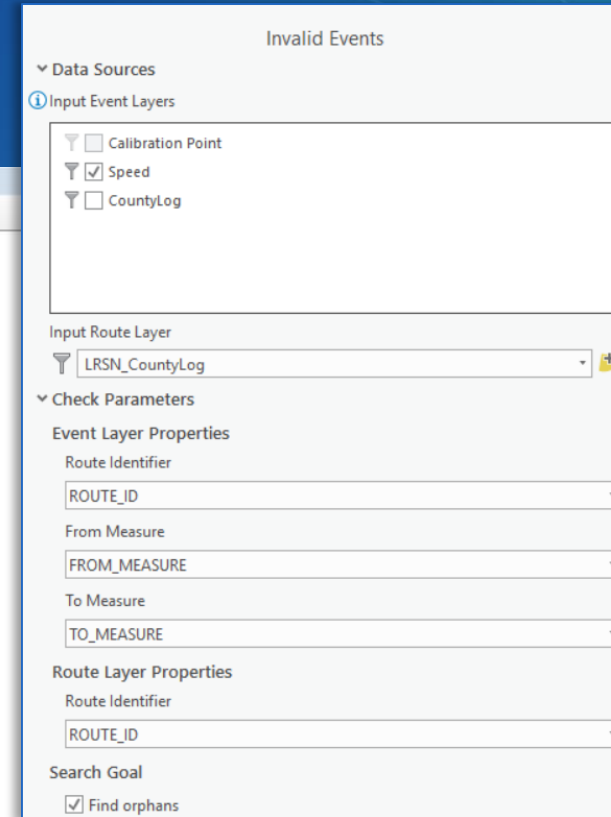 Invalid Events
Data Sources
Input Event Layers
Calibration Point
Speed
CountyLog
Input Route Layer
LRSN_CountyLog
Check Parameters
Event Layer Properties
Route Identifier
ROUTE_ID
From Measure
FROM_MEASURE
To Measure
TO_MEASURE
Route Layer Properties
Route Identifier
ROUTE_ID
Search Goal
Find orphans